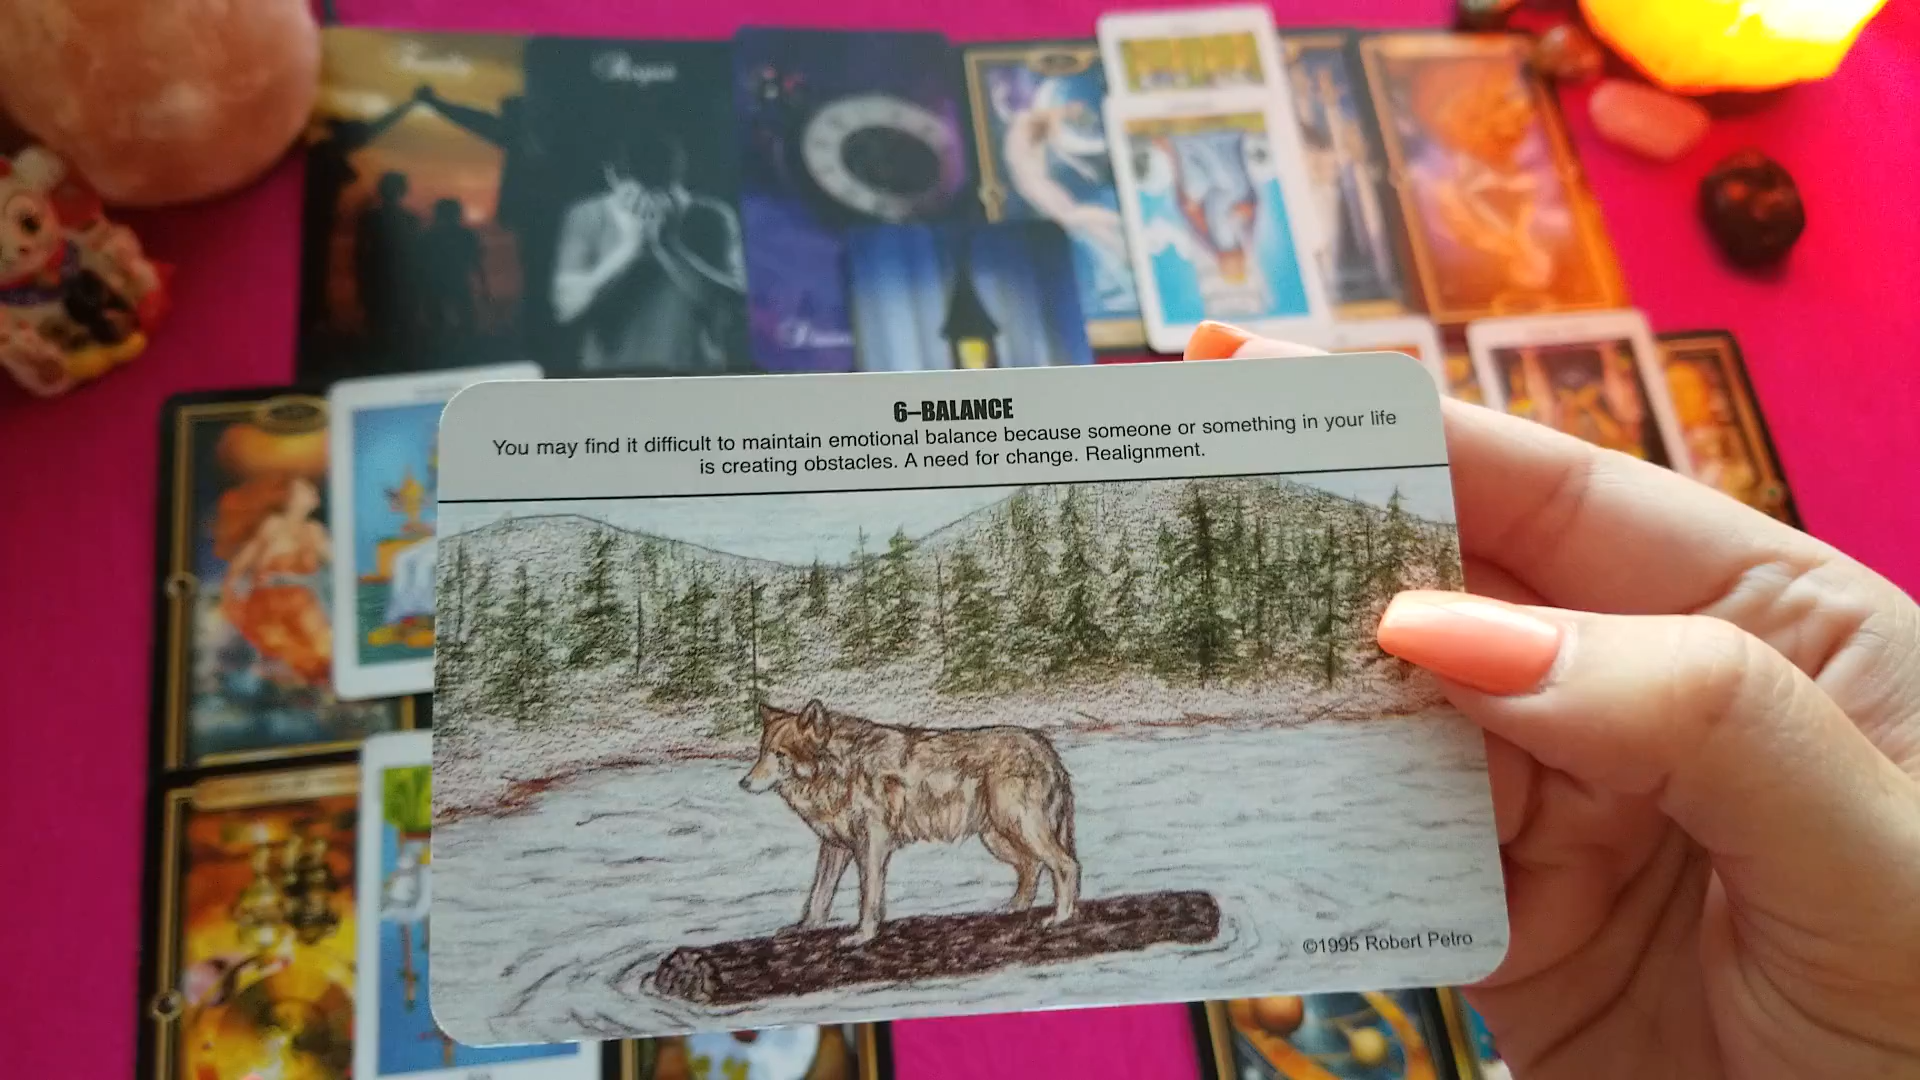 Regret
6–BALANCE
You may find it difficult to maintain emotional balance because someone or something in your life
is creating obstacles. A need for change. Realignment.
©1995 Robert Petro